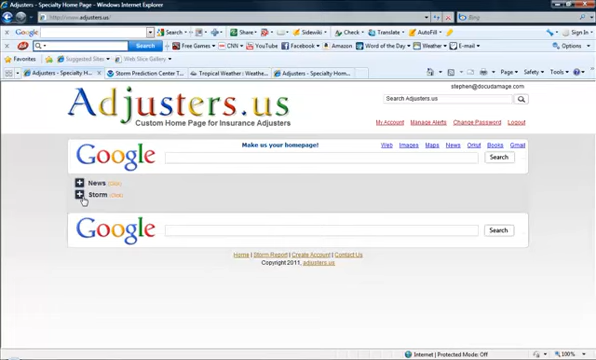 Adjusters - Specialty Home Page - Windows Internet Explorer
http://www.adjusters.us
Bing
Google
Search
Share
Sidewiki
Check
Translate
AutoFill
Sign In
Search
Free Games
CNN
YouTube
Facebook
Amazon
Word of the Day
Weather
E-mail
Options
Favorites
Suggested Sites
Web Slice Gallery
Adjusters - Specialty H...
Storm Prediction Center T...
Tropical Weather : Weathe...
Adjusters - Specialty Hom...
Page
Safety
Tools
stephen@docudamage.com
Adjusters.us
Custom Home Page for Insurance Adjusters
Search Adjusters.us
My Account
Manage Alerts
Change Password
Logout
Make us your homepage!
Web
Images
Maps
News
Orkut
Books
Gmail
Google
Search
News
Storm
Google
Search
Home | Storm Report | Create Account | Contact Us
Copyright 2011, adjusters.us
Internet | Protected Mode: Off
100%